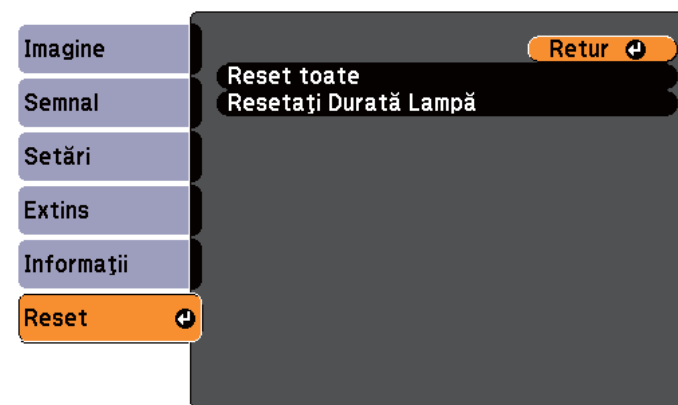 Imagine
Semnal
Setări
Extins
Informaţii
Reset
Retur
Reset toate
Resetaţi Durată Lampă